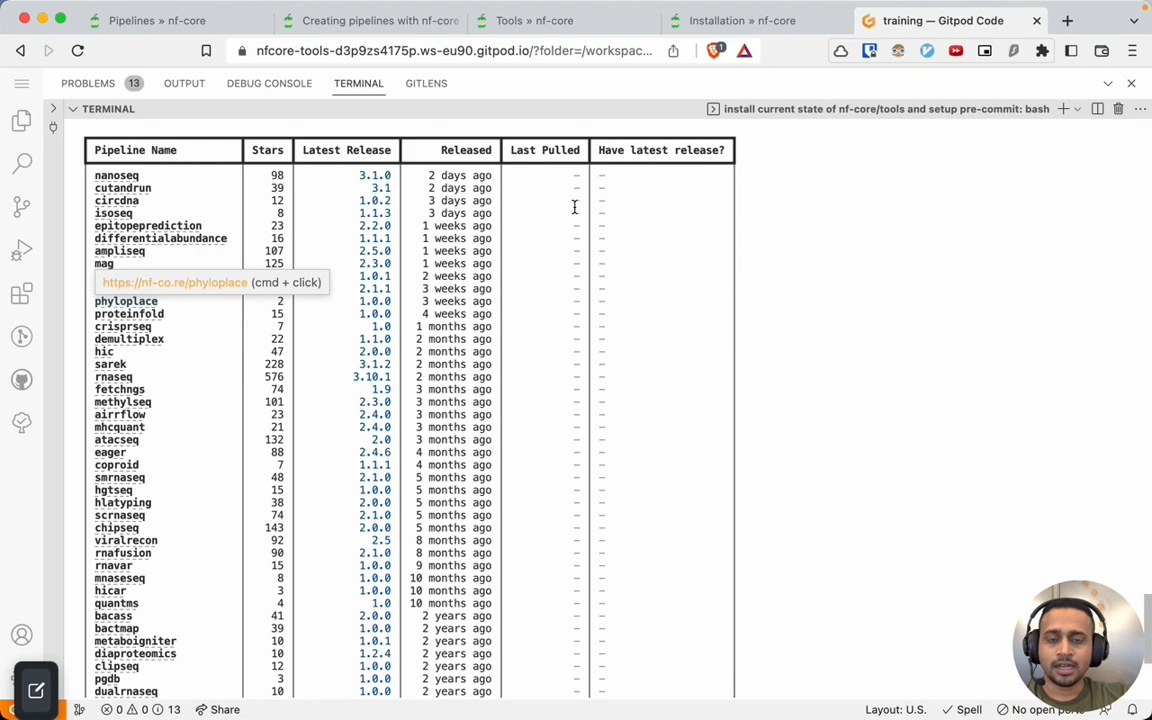 Pipelines » nf-core
Creating pipelines with nf-core
Tools » nf-core
Installation » nf-core
training — Gitpod Code
nfcore-tools-d3p9zs4175p.ws-eu90.gitpod.io/?folder=/workspac...
1
PROBLEMS 13 OUTPUT DEBUG CONSOLE TERMINAL GITLENS
TERMINAL
install current state of nf-core/tools and setup pre-commit: bash
Pipeline Name Stars Latest Release Released Last Pulled Have latest release?
nanoseq 98 3.1.0 2 days ago – –
cutandrun 39 3.1 2 days ago – –
circdna 12 1.0.2 3 days ago – –
isoseq 8 1.1.3 3 days ago – –
epitopeprediction 23 2.2.0 1 weeks ago – –
differentialabundance 16 1.1.1 1 weeks ago – –
ampliseq 107 2.5.0 1 weeks ago – –
mag 125 2.3.0 1 weeks ago – –
1.0.1 2 weeks ago – –
https://nf-co.re/phyloplace (cmd + click)
2.1.1 3 weeks ago – –
phyloplace 2 1.0.0 3 weeks ago – –
proteinfold 15 1.0.0 4 weeks ago – –
crisprseq 7 1.0 1 months ago – –
demultiplex 22 1.1.0 2 months ago – –
hic 47 2.0.0 2 months ago – –
sarek 228 3.1.2 2 months ago – –
rnaseq 576 3.10.1 2 months ago – –
fetchngs 74 1.9 3 months ago – –
methylseq 101 2.3.0 3 months ago – –
airrflow 23 2.4.0 3 months ago – –
mhcquant 21 2.4.0 3 months ago – –
atacseq 132 2.0 3 months ago – –
eager 88 2.4.6 4 months ago – –
coproid 7 1.1.1 4 months ago – –
smrnaseq 48 2.1.0 5 months ago – –
hgtseq 15 1.0.0 5 months ago – –
hlatyping 38 2.0.0 5 months ago – –
scrnaseq 74 2.1.0 5 months ago – –
chipseq 143 2.0.0 5 months ago – –
viralrecon 92 2.5 8 months ago – –
rnafusion 90 2.1.0 8 months ago – –
rnavar 15 1.0.0 9 months ago – –
mnaseseq 8 1.0.0 10 months ago – –
hicar 3 1.0.0 10 months ago – –
quantms 4 1.0 10 months ago – –
bacass 41 2.0.0 2 years ago – –
bactmap 39 1.0.0 2 years ago – –
metaboigniter 10 1.0.1 2 years ago – –
diaproteomics 10 1.2.4 2 years ago – –
clipseq 12 1.0.0 2 years ago – –
pgdb 3 1.0.0 2 years ago – –
dualrnaseq 10 1.0.0 2 years ago – –
0 0 13 Share
Layout: U.S. Spell No open